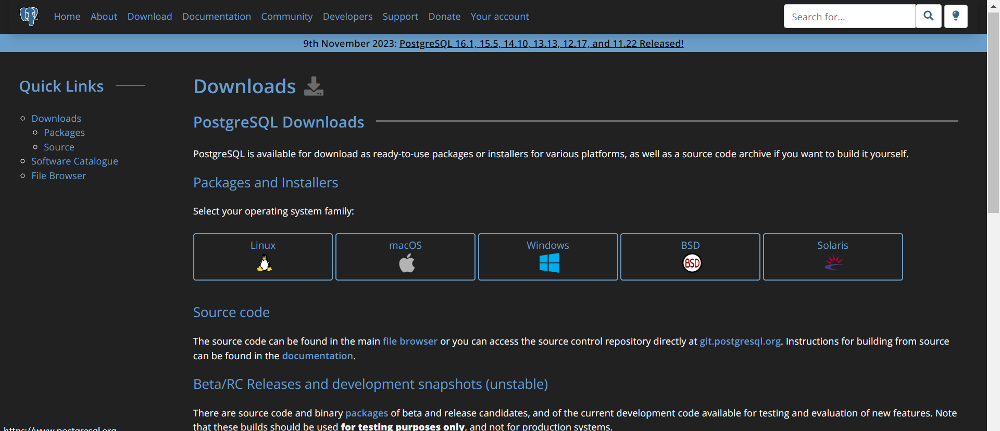 Home About Download Documentation Community Developers Support Donate Your account
Search for...
9th November 2023: PostgreSQL 16.1, 15.5, 14.10, 13.13, 12.17, and 11.22 Released!
Quick Links
Downloads
Packages
Source
Software Catalogue
File Browser
Downloads
PostgreSQL Downloads
PostgreSQL is available for download as ready-to-use packages or installers for various platforms, as well as a source code archive if you want to build it yourself.
Packages and Installers
Select your operating system family:
Linux
macOS
Windows
BSD
BSD
Solaris
Source code
The source code can be found in the main file browser or you can access the source control repository directly at git.postgresql.org. Instructions for building from source
can be found in the documentation.
Beta/RC Releases and development snapshots (unstable)
There are source code and binary packages of beta and release candidates, and of the current development code available for testing and evaluation of new features. Note
that these builds should be used for testing purposes only, and not for production systems.
https://www.postgresql.org